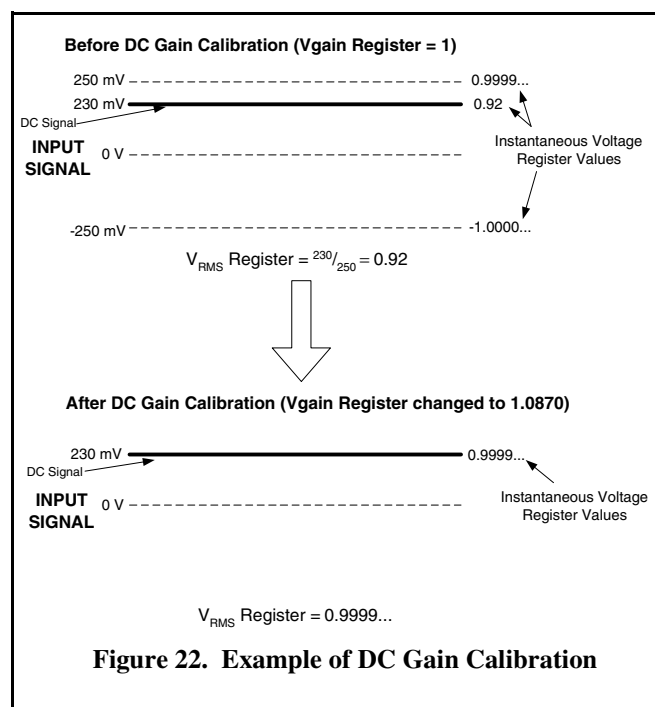 Before DC Gain Calibration (Vgain Register = 1)
250 mV 0.9999...
230 mV 0.92
DC Signal
INPUT SIGNAL
0 V
Instantaneous Voltage
Register Values
-250 mV -1.0000...
VRMS Register = 230/250 = 0.92
After DC Gain Calibration (Vgain Register changed to 1.0870)
230 mV 0.9999...
DC Signal
INPUT SIGNAL
0 V
Instantaneous Voltage
Register Values
VRMS Register = 0.9999...
Figure 22. Example of DC Gain Calibration